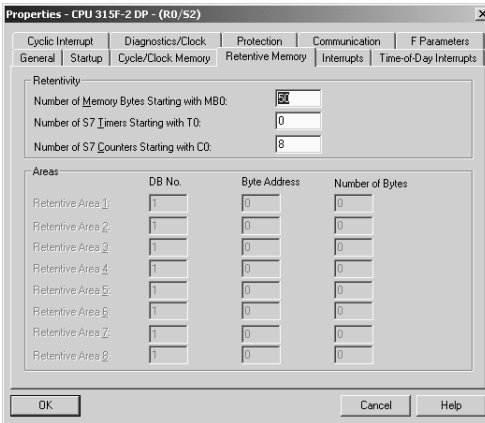 Properties - CPU 315F-2 DP - (R0/S2)
Cyclic Interrupt Diagnostics/Clock Protection Communication F Parameters
General Startup Cycle/Clock Memory Retentive Memory Interrupts Time-of-Day Interrupts
Retentivity
Number of Memory Bytes Starting with MB0: 50
Number of S7 Timers Starting with T0: 0
Number of S7 Counters Starting with C0: 8
Areas
DB No. Byte Address Number of Bytes
Retentive Area 1: 1 0 0
Retentive Area 2: 1 0 0
Retentive Area 3: 1 0 0
Retentive Area 4: 1 0 0
Retentive Area 5: 1 0 0
Retentive Area 6: 1 0 0
Retentive Area 7: 1 0 0
Retentive Area 8: 1 0 0
OK Cancel Help